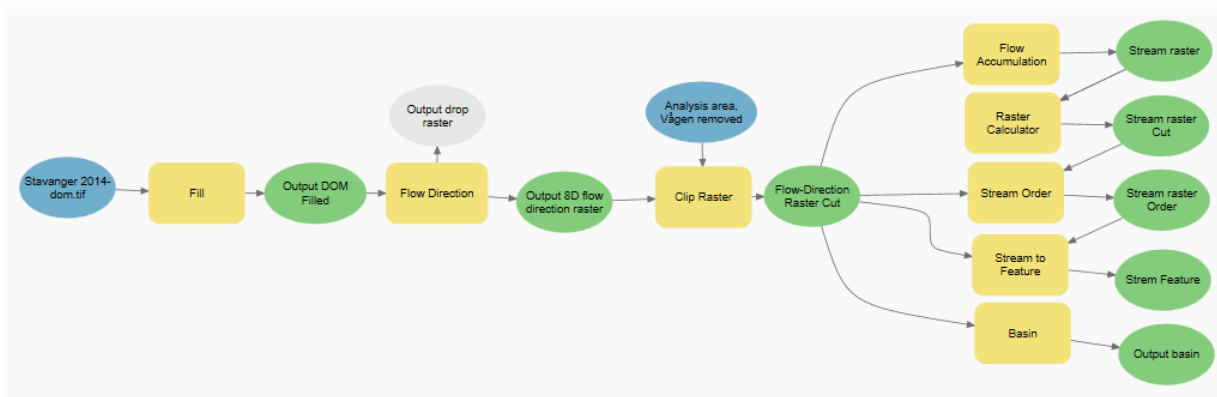 Stavanger 2014-
dom.tif
Fill
Output DOM
Filled
Output drop
raster
Flow Direction
Output 8D flow
direction raster
Analysis area,
Vågen removed
Clip Raster
Flow-Direction
Raster Cut
Flow
Accumulation
Stream raster
Raster
Calculator
Stream raster
Cut
Stream Order
Stream raster
Order
Stream to
Feature
Strem Feature
Basin
Output basin